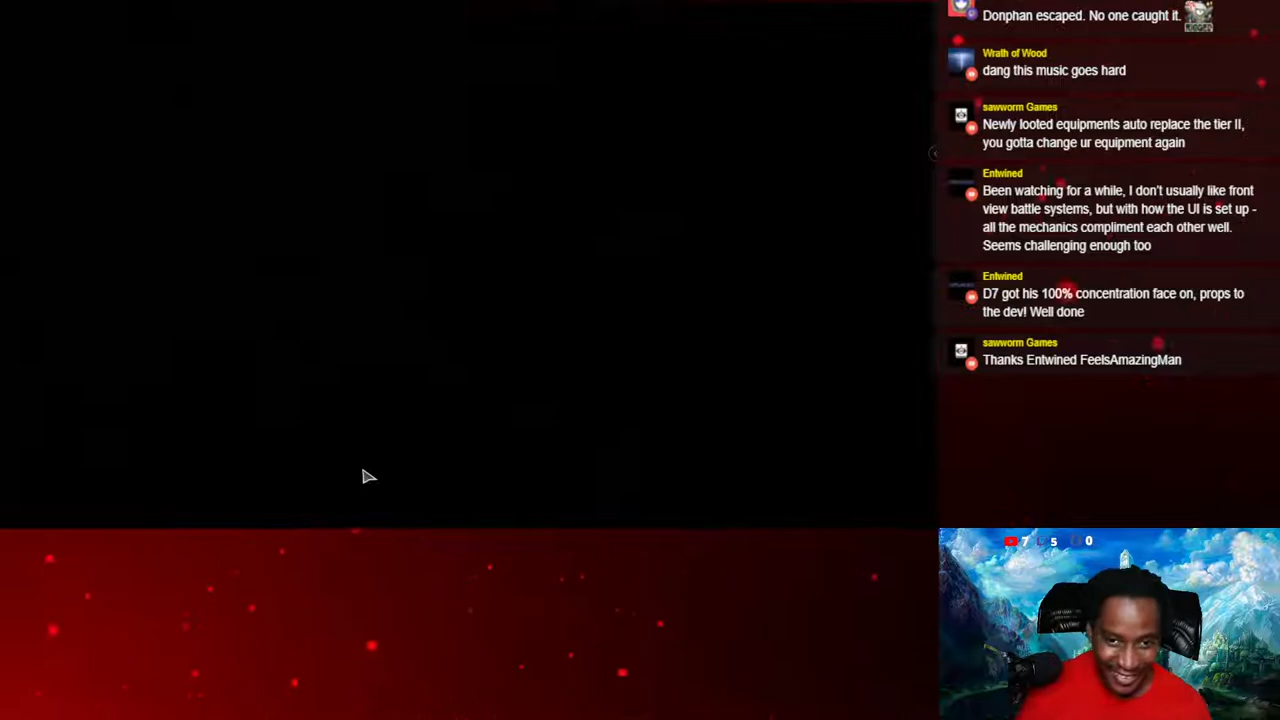 Donphan escaped. No one caught it.
Wrath of Wood
dang this music goes hard
sawworm Games
Newly looted equipments auto replace the tier II,
you gotta change ur equipment again
Entwined
Been watching for a while, I don't usually like front
view battle systems, but with how the UI is set up -
all the mechanics compliment each other well.
Seems challenging enough too
Entwined
D7 got his 100% concentration face on, props to
the dev! Well done
sawworm Games
Thanks Entwined FeelsAmazingMan
7 5 0